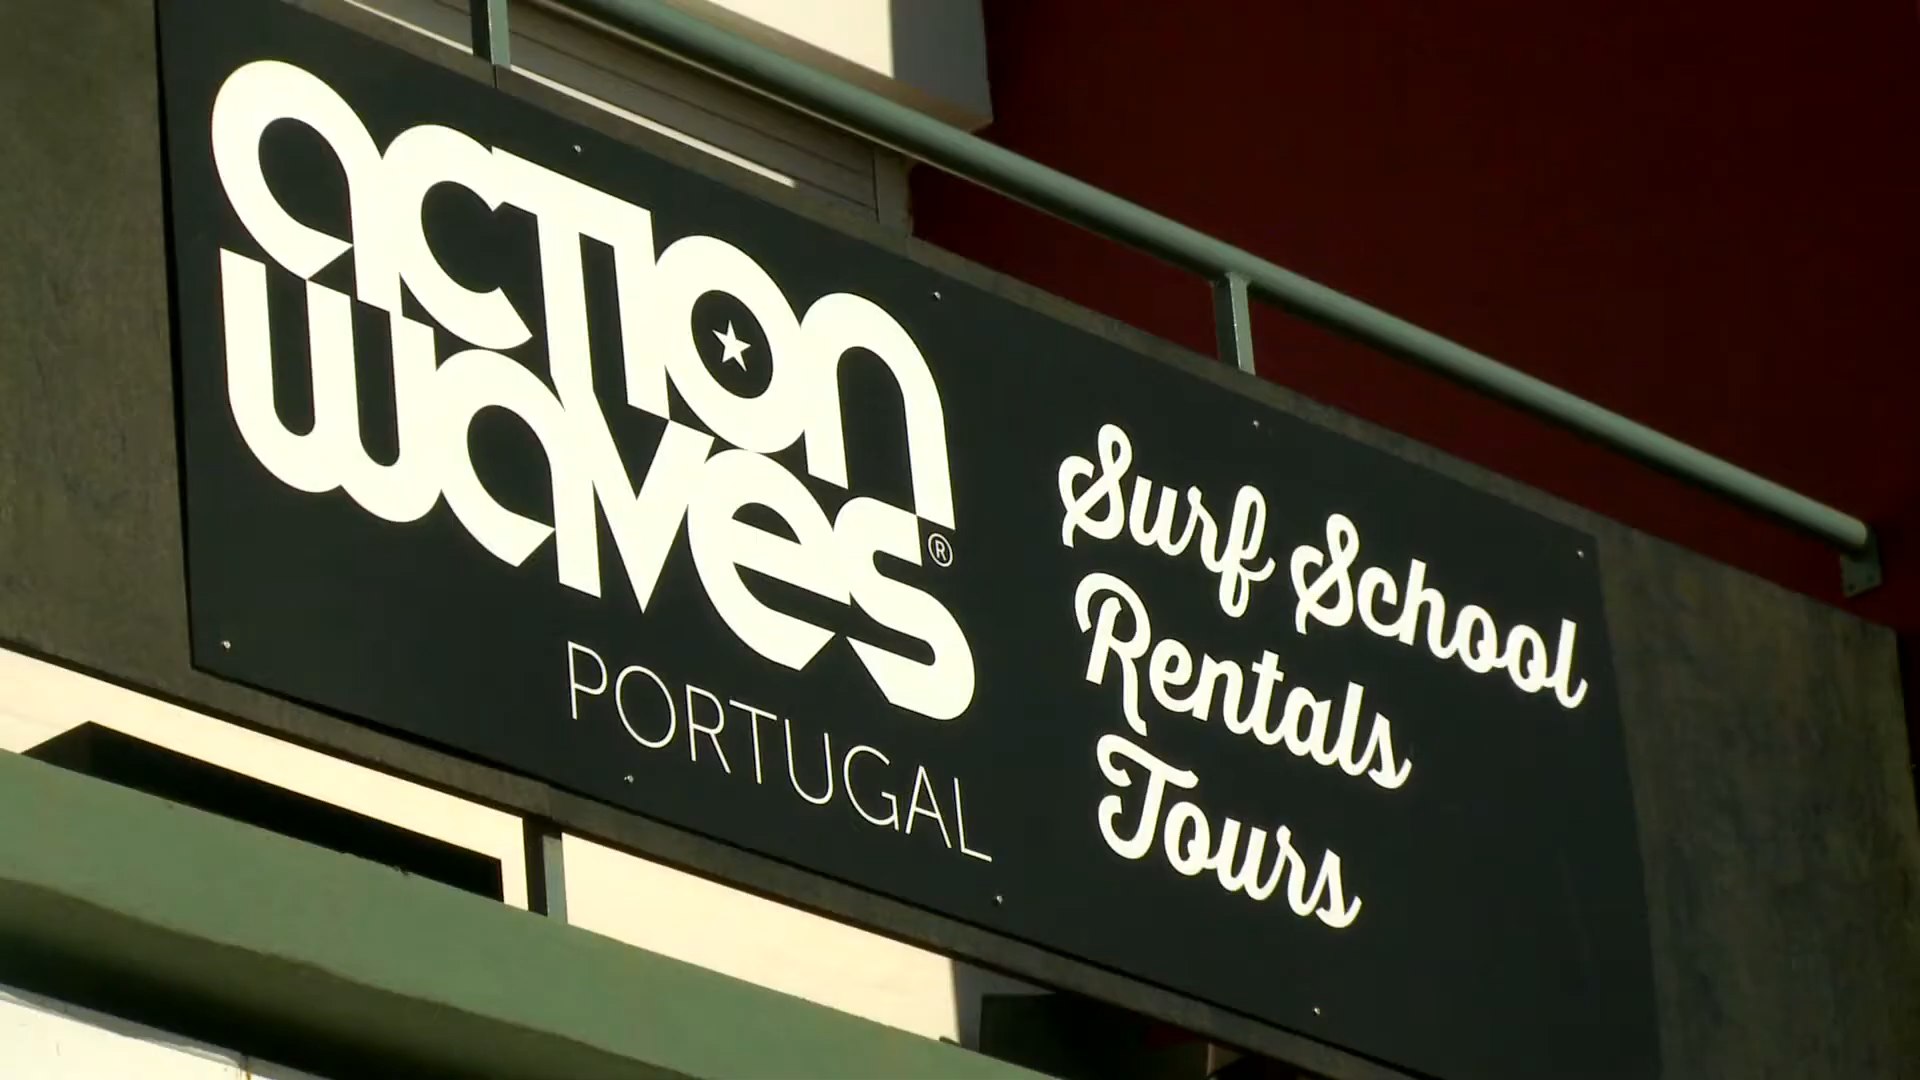 action
waves®
PORTUGAL
Surf School
Rentals
Tours